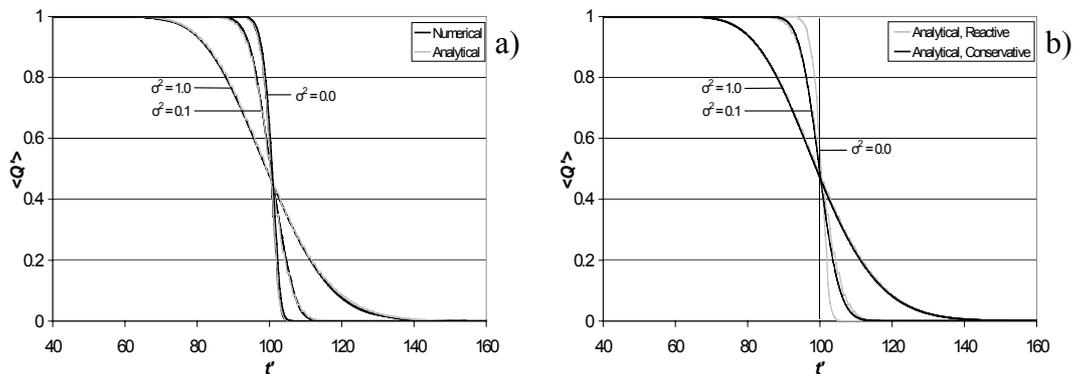 1
0.8
0.6
0.4
0.2
0
<Q'>
40 60 80 100 120 140 160
t'
Numerical
Analytical
σ² = 1.0
σ² = 0.1
σ² = 0.0
a)
1
0.8
0.6
0.4
0.2
0
<Q'>
40 60 80 100 120 140 160
t'
Analytical, Reactive
Analytical, Conservative
σ² = 1.0
σ² = 0.1
σ² = 0.0
b)